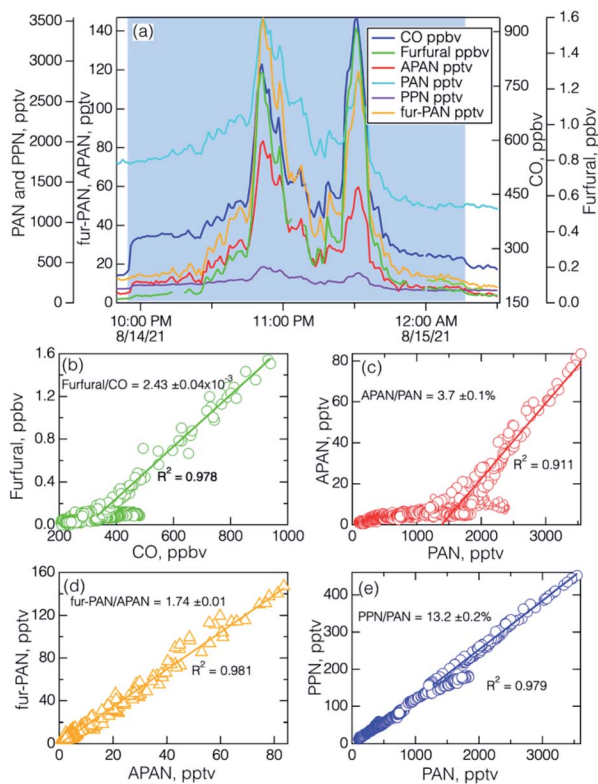 (a)
CO ppbv
Furfural ppbv
APAN pptv
PAN pptv
PPN pptv
fur-PAN pptv
PAN and PPN, pptv
3500
3000
2500
2000
1500
1000
500
0
fur-PAN, APAN, pptv
140
120
100
80
60
40
20
0
CO, ppbv
900
750
600
450
300
150
Furfural, ppbv
1.6
1.4
1.2
1.0
0.8
0.6
0.4
0.2
0.0
10:00 PM 11:00 PM 12:00 AM
8/14/21 8/15/21
(b)
Furfural/CO = 2.43 ±0.04x10⁻³
R² = 0.978
Furfural, ppbv
1.6
1.2
0.8
0.4
0.0
200 400 600 800 1000
CO, ppbv
(c)
APAN/PAN = 3.7 ±0.1%
R² = 0.911
APAN, pptv
80
60
40
20
0
0 1000 2000 3000
PAN, pptv
(d)
fur-PAN/APAN = 1.74 ±0.01
R² = 0.981
fur-PAN, pptv
160
120
80
40
0
0 20 40 60 80
APAN, pptv
(e)
PPN/PAN = 13.2 ±0.2%
R² = 0.979
PPN, pptv
400
300
200
100
0
0 1000 2000 3000
PAN, pptv